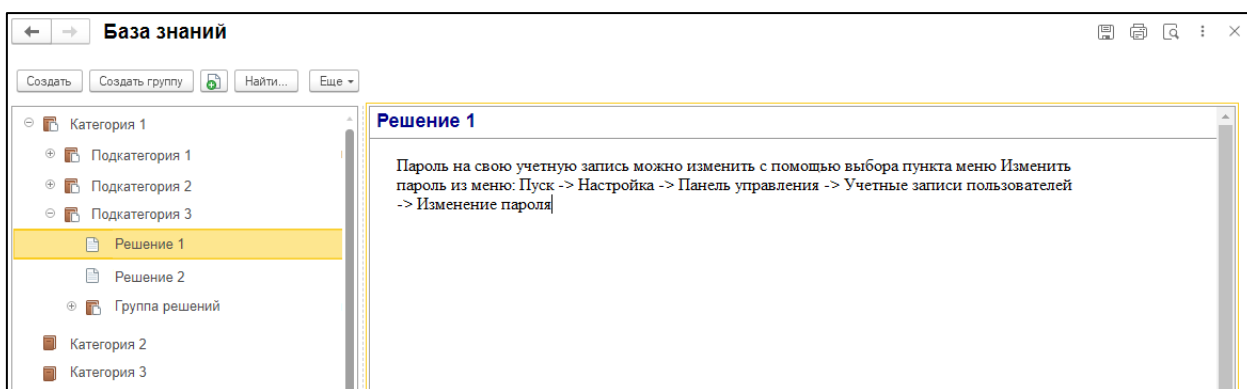 База знаний
Создать Создать группу Найти... Еще
Категория 1
Подкатегория 1
Подкатегория 2
Подкатегория 3
Решение 1
Решение 2
Группа решений
Категория 2
Категория 3
Решение 1
Пароль на свою учетную запись можно изменить с помощью выбора пункта меню Изменить
пароль из меню: Пуск -> Настройка -> Панель управления -> Учетные записи пользователей
-> Изменение пароля